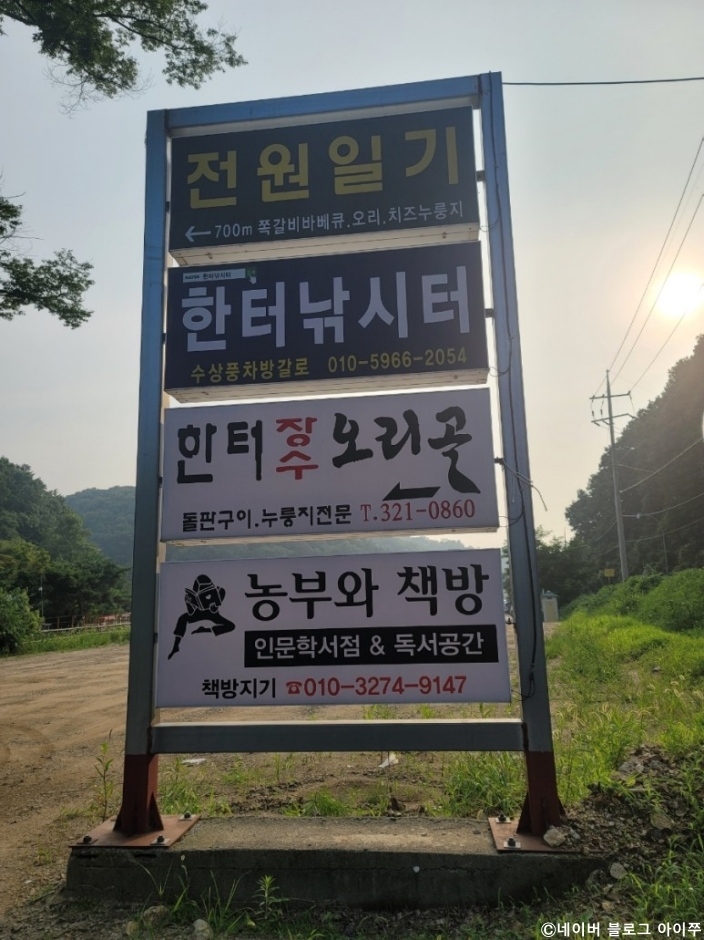 전원일기
←700m 쪽갈비바베큐.오리.치즈누룽지
한터낚시터
한터낚시터
수상풍차방갈로 010-5966-2054
한터장수오리골
돌판구이.누룽지전문 T.321-0860
농부와 책방
인문학서점 & 독서공간
책방지기 ☎010-3274-9147
©네이버 블로그 아이쭈